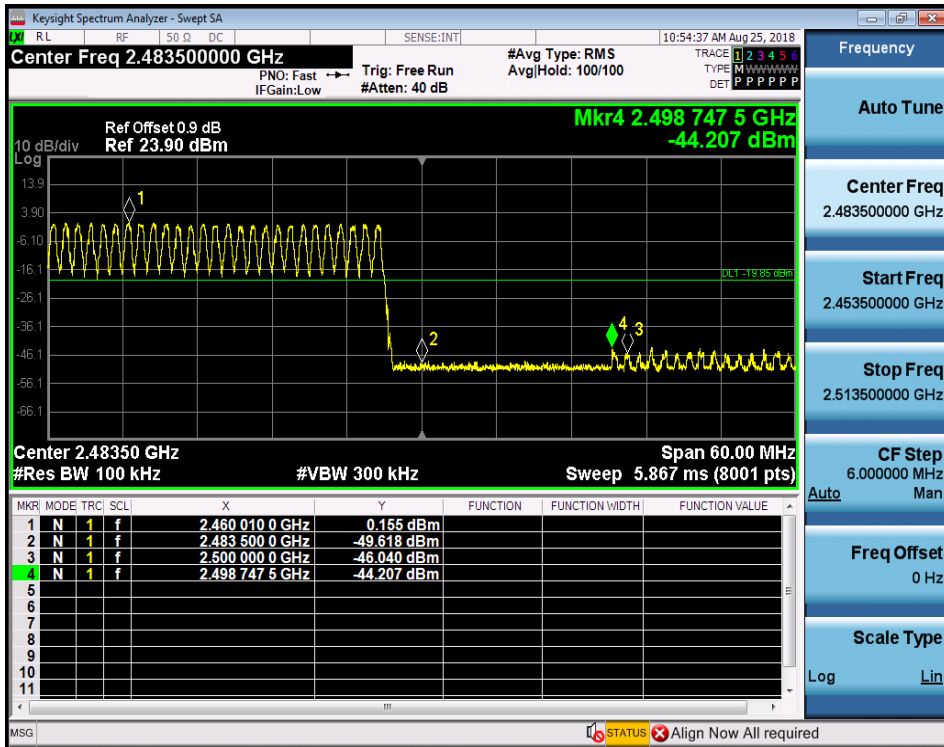 Keysight Spectrum Analyzer - Swept SA
LXI RL RF 50 Ω DC SENSE:INT 10:54:37 AM Aug 25, 2018
Center Freq 2.483500000 GHz
PNO: Fast
IFGain:Low
Trig: Free Run
#Atten: 40 dB
#Avg Type: RMS
Avg|Hold: 100/100
TRACE 1 2 3 4 5 6
TYPE M W W W W W
DET P P P P P P
Ref Offset 0.9 dB
10 dB/div Ref 23.90 dBm
Log
Mkr4 2.498 747 5 GHz
-44.207 dBm
13.9
3.90
-6.10
-16.1
-26.1
-36.1
-46.1
-56.1
-66.1
1
2
4
3
DL1 -19.85 dBm
Center 2.48350 GHz Span 60.00 MHz
#Res BW 100 kHz #VBW 300 kHz Sweep 5.867 ms (8001 pts)
MKR MODE TRC SCL X Y FUNCTION FUNCTION WIDTH FUNCTION VALUE
1 N 1 f 2.460 010 0 GHz 0.155 dBm
2 N 1 f 2.483 500 0 GHz -49.618 dBm
3 N 1 f 2.500 000 0 GHz -46.040 dBm
4 N 1 f 2.498 747 5 GHz -44.207 dBm
5
6
7
8
9
10
11
MSG STATUS Align Now All required
Frequency
Auto Tune
Center Freq
2.483500000 GHz
Start Freq
2.453500000 GHz
Stop Freq
2.513500000 GHz
CF Step
6.000000 MHz
Auto Man
Freq Offset
0 Hz
Scale Type
Log Lin